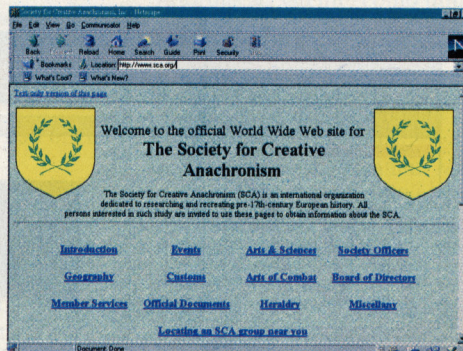 Society for Creative Anachronism, Inc. - Netscape
File Edit View Go Communicator Help
Back Reload Home Search Guide Print Security
Bookmarks Location: http://www.sca.org/
What's Cool? What's New?
Text only version of this page
Welcome to the official World Wide Web site for
The Society for Creative
Anachronism
The Society for Creative Anachronism (SCA) is an international organization
dedicated to researching and recreating pre-17th-century European history. All
persons interested in such study are invited to use these pages to obtain information about the SCA.
Introduction Events Arts & Sciences Society Officers
Geography Customs Arts of Combat Board of Directors
Member Services Official Documents Heraldry Miscellany
Locating an SCA group near you
Document: Done